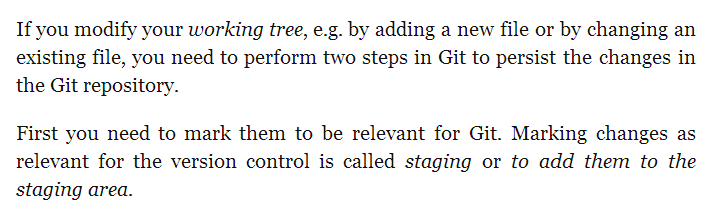 If you modify your working tree, e.g. by adding a new file or by changing an
existing file, you need to perform two steps in Git to persist the changes in
the Git repository.
First you need to mark them to be relevant for Git. Marking changes as
relevant for the version control is called staging or to add them to the
staging area.